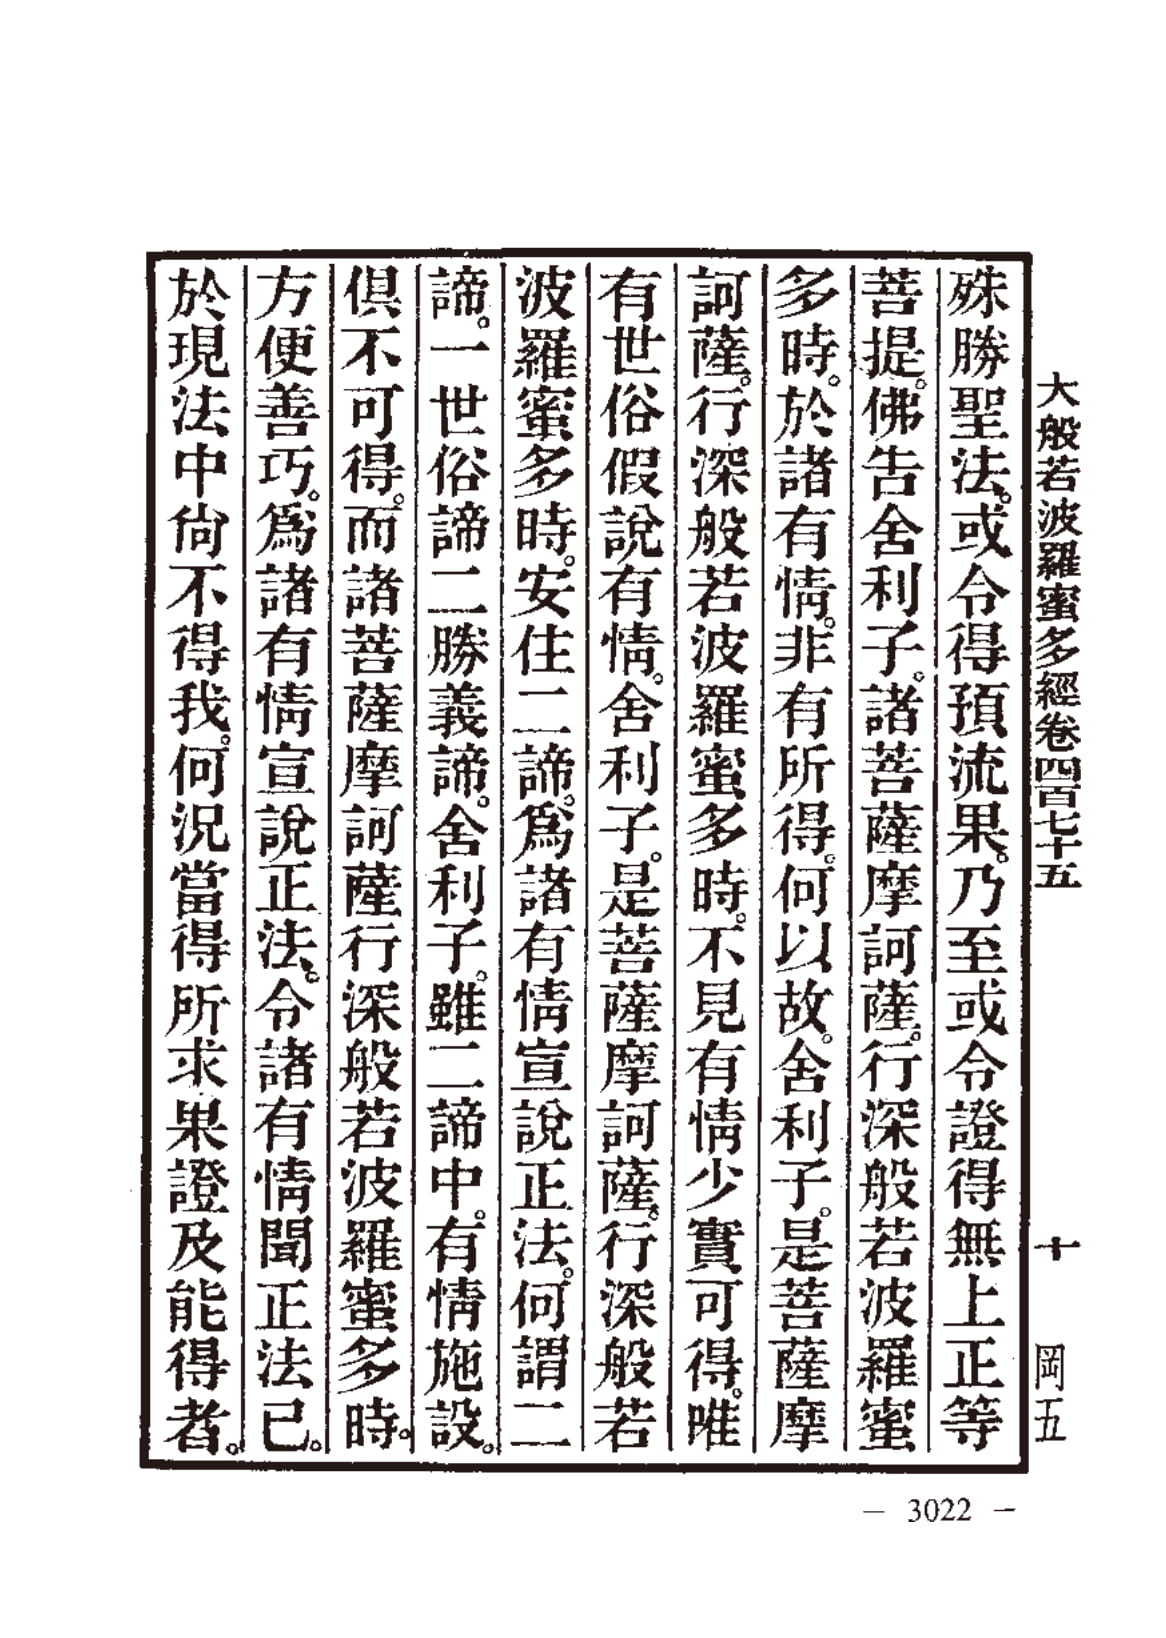 大般若波羅蜜多經卷四百七十五 十 岡五
殊勝聖法。或令得預流果。乃至或令證得無上正等
菩提。佛告舍利子。諸菩薩摩訶薩。行深般若波羅蜜
多時。於諸有情。非有所得。何以故。舍利子。是菩薩摩
訶薩。行深般若波羅蜜多時。不見有情少實可得。唯
有世俗假說有情。舍利子。是菩薩摩訶薩。行深般若
波羅蜜多時。安住二諦。爲諸有情宣說正法。何謂二
諦。一世俗諦二勝義諦。舍利子。雖二諦中。有情施設。
俱不可得。而諸菩薩摩訶薩行深般若波羅蜜多時。
方便善巧。爲諸有情宣說正法。令諸有情聞正法已。
於現法中尙不得我。何況當得所求果證及能得者。
— 3022 —